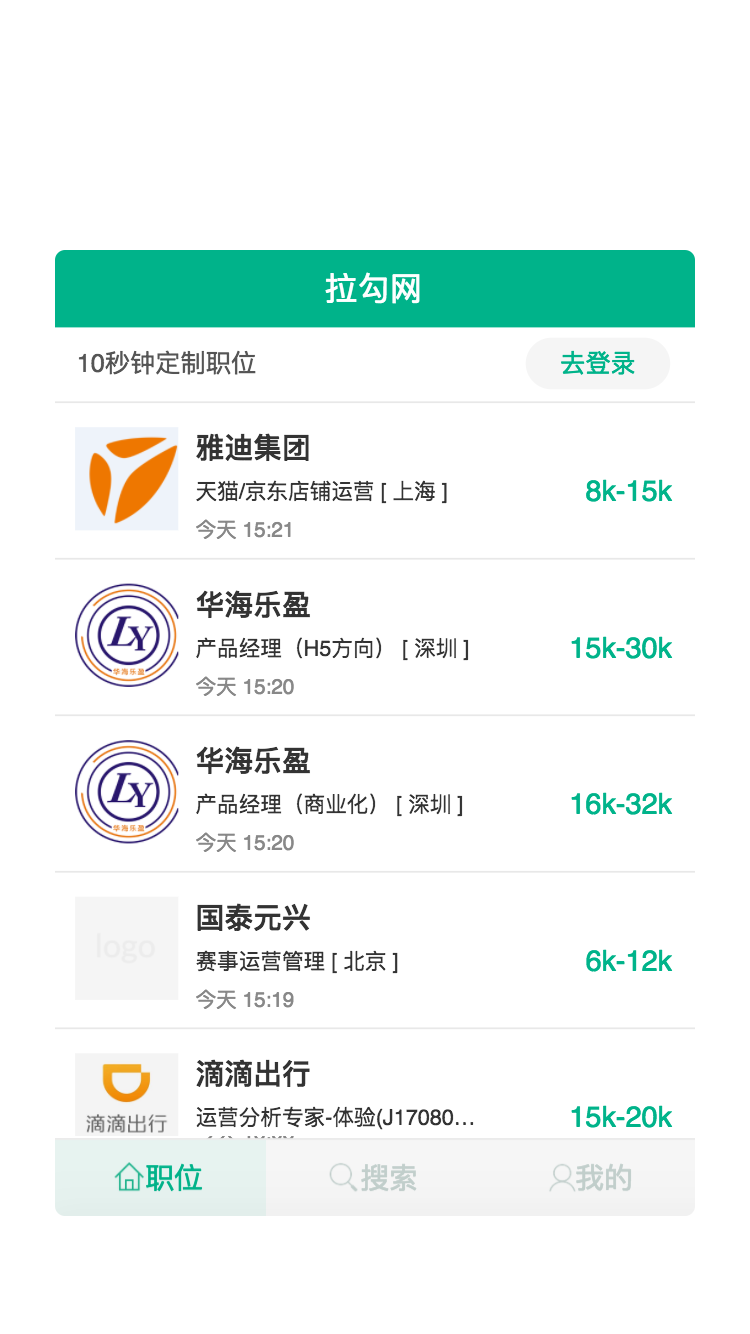 拉勾网
10秒钟定制职位
去登录
雅迪集团
天猫/京东店铺运营 [ 上海 ]
8k-15k
今天 15:21
LY
华海乐盈
华海乐盈
产品经理（H5方向） [ 深圳 ]
15k-30k
今天 15:20
LY
华海乐盈
华海乐盈
产品经理（商业化） [ 深圳 ]
16k-32k
今天 15:20
logo
国泰元兴
赛事运营管理 [ 北京 ]
6k-12k
今天 15:19
滴滴出行
滴滴出行
运营分析专家-体验(J17080...
15k-20k
职位
搜索
我的